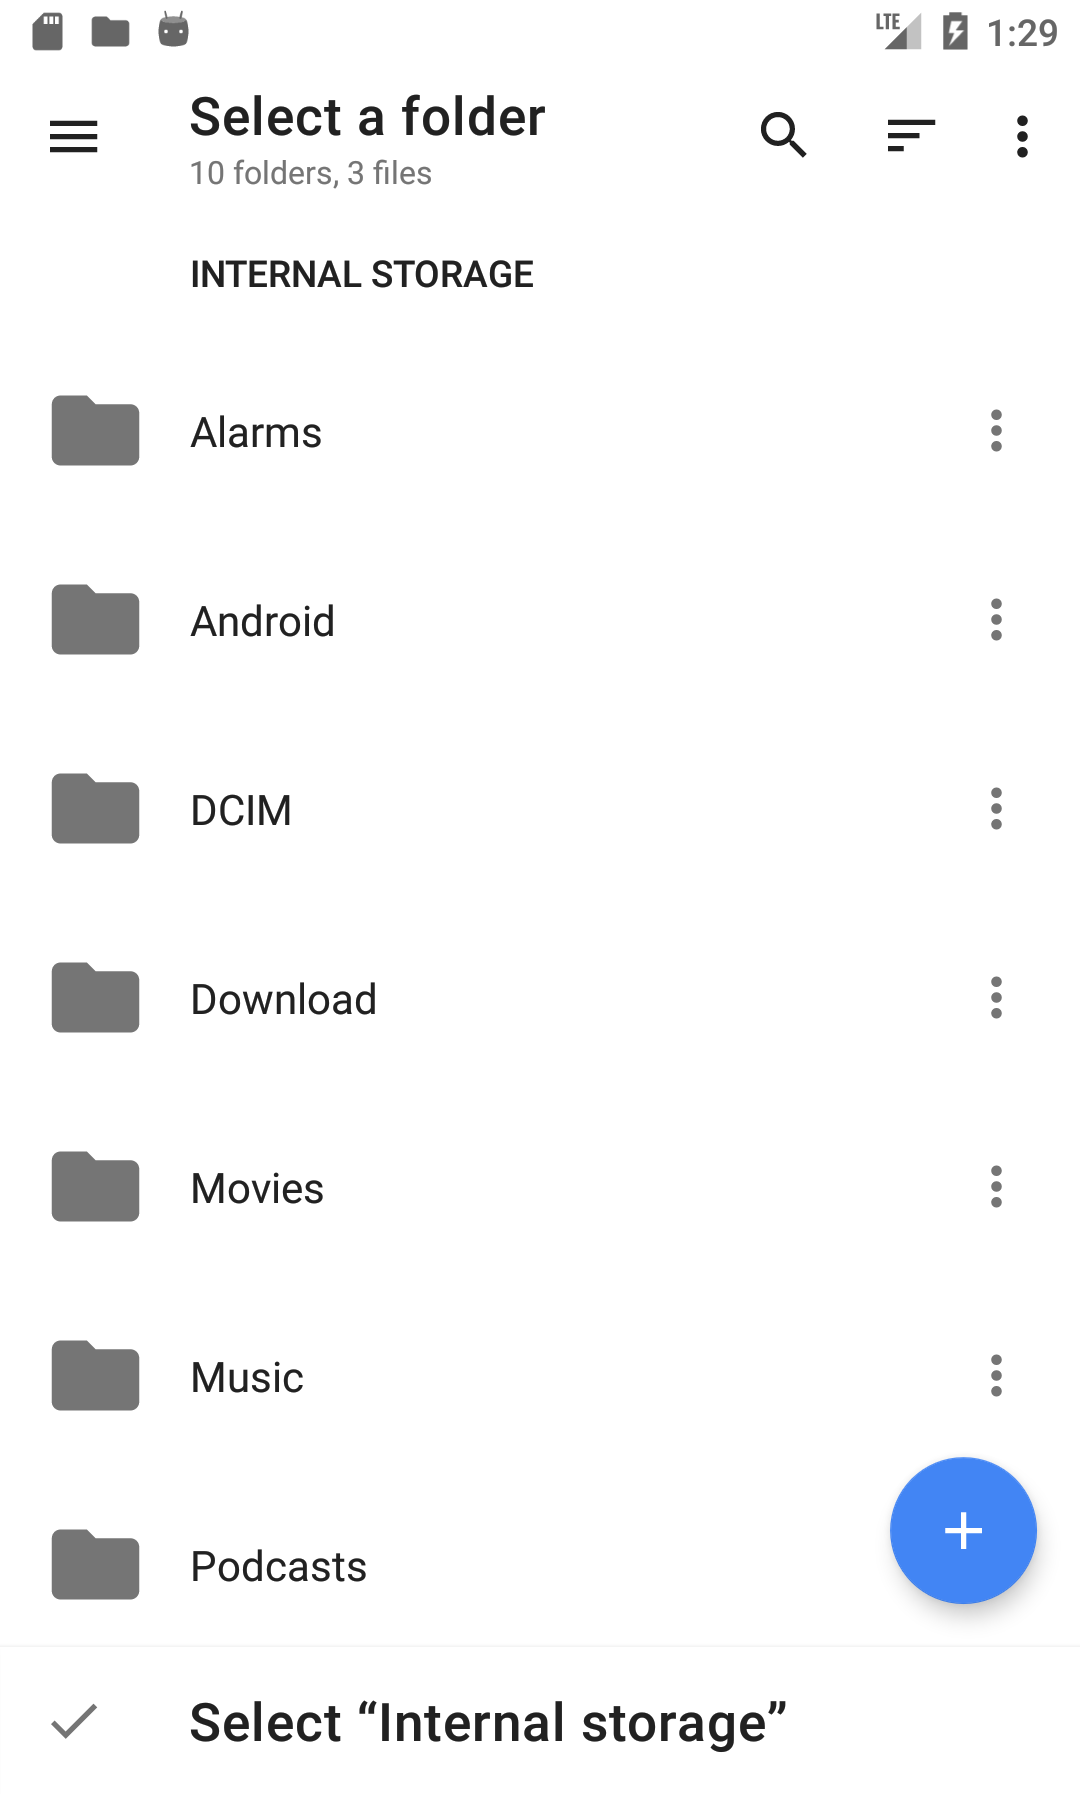 LTE 1:29
Select a folder
10 folders, 3 files
INTERNAL STORAGE
Alarms
Android
DCIM
Download
Movies
Music
Podcasts
Select “Internal storage”